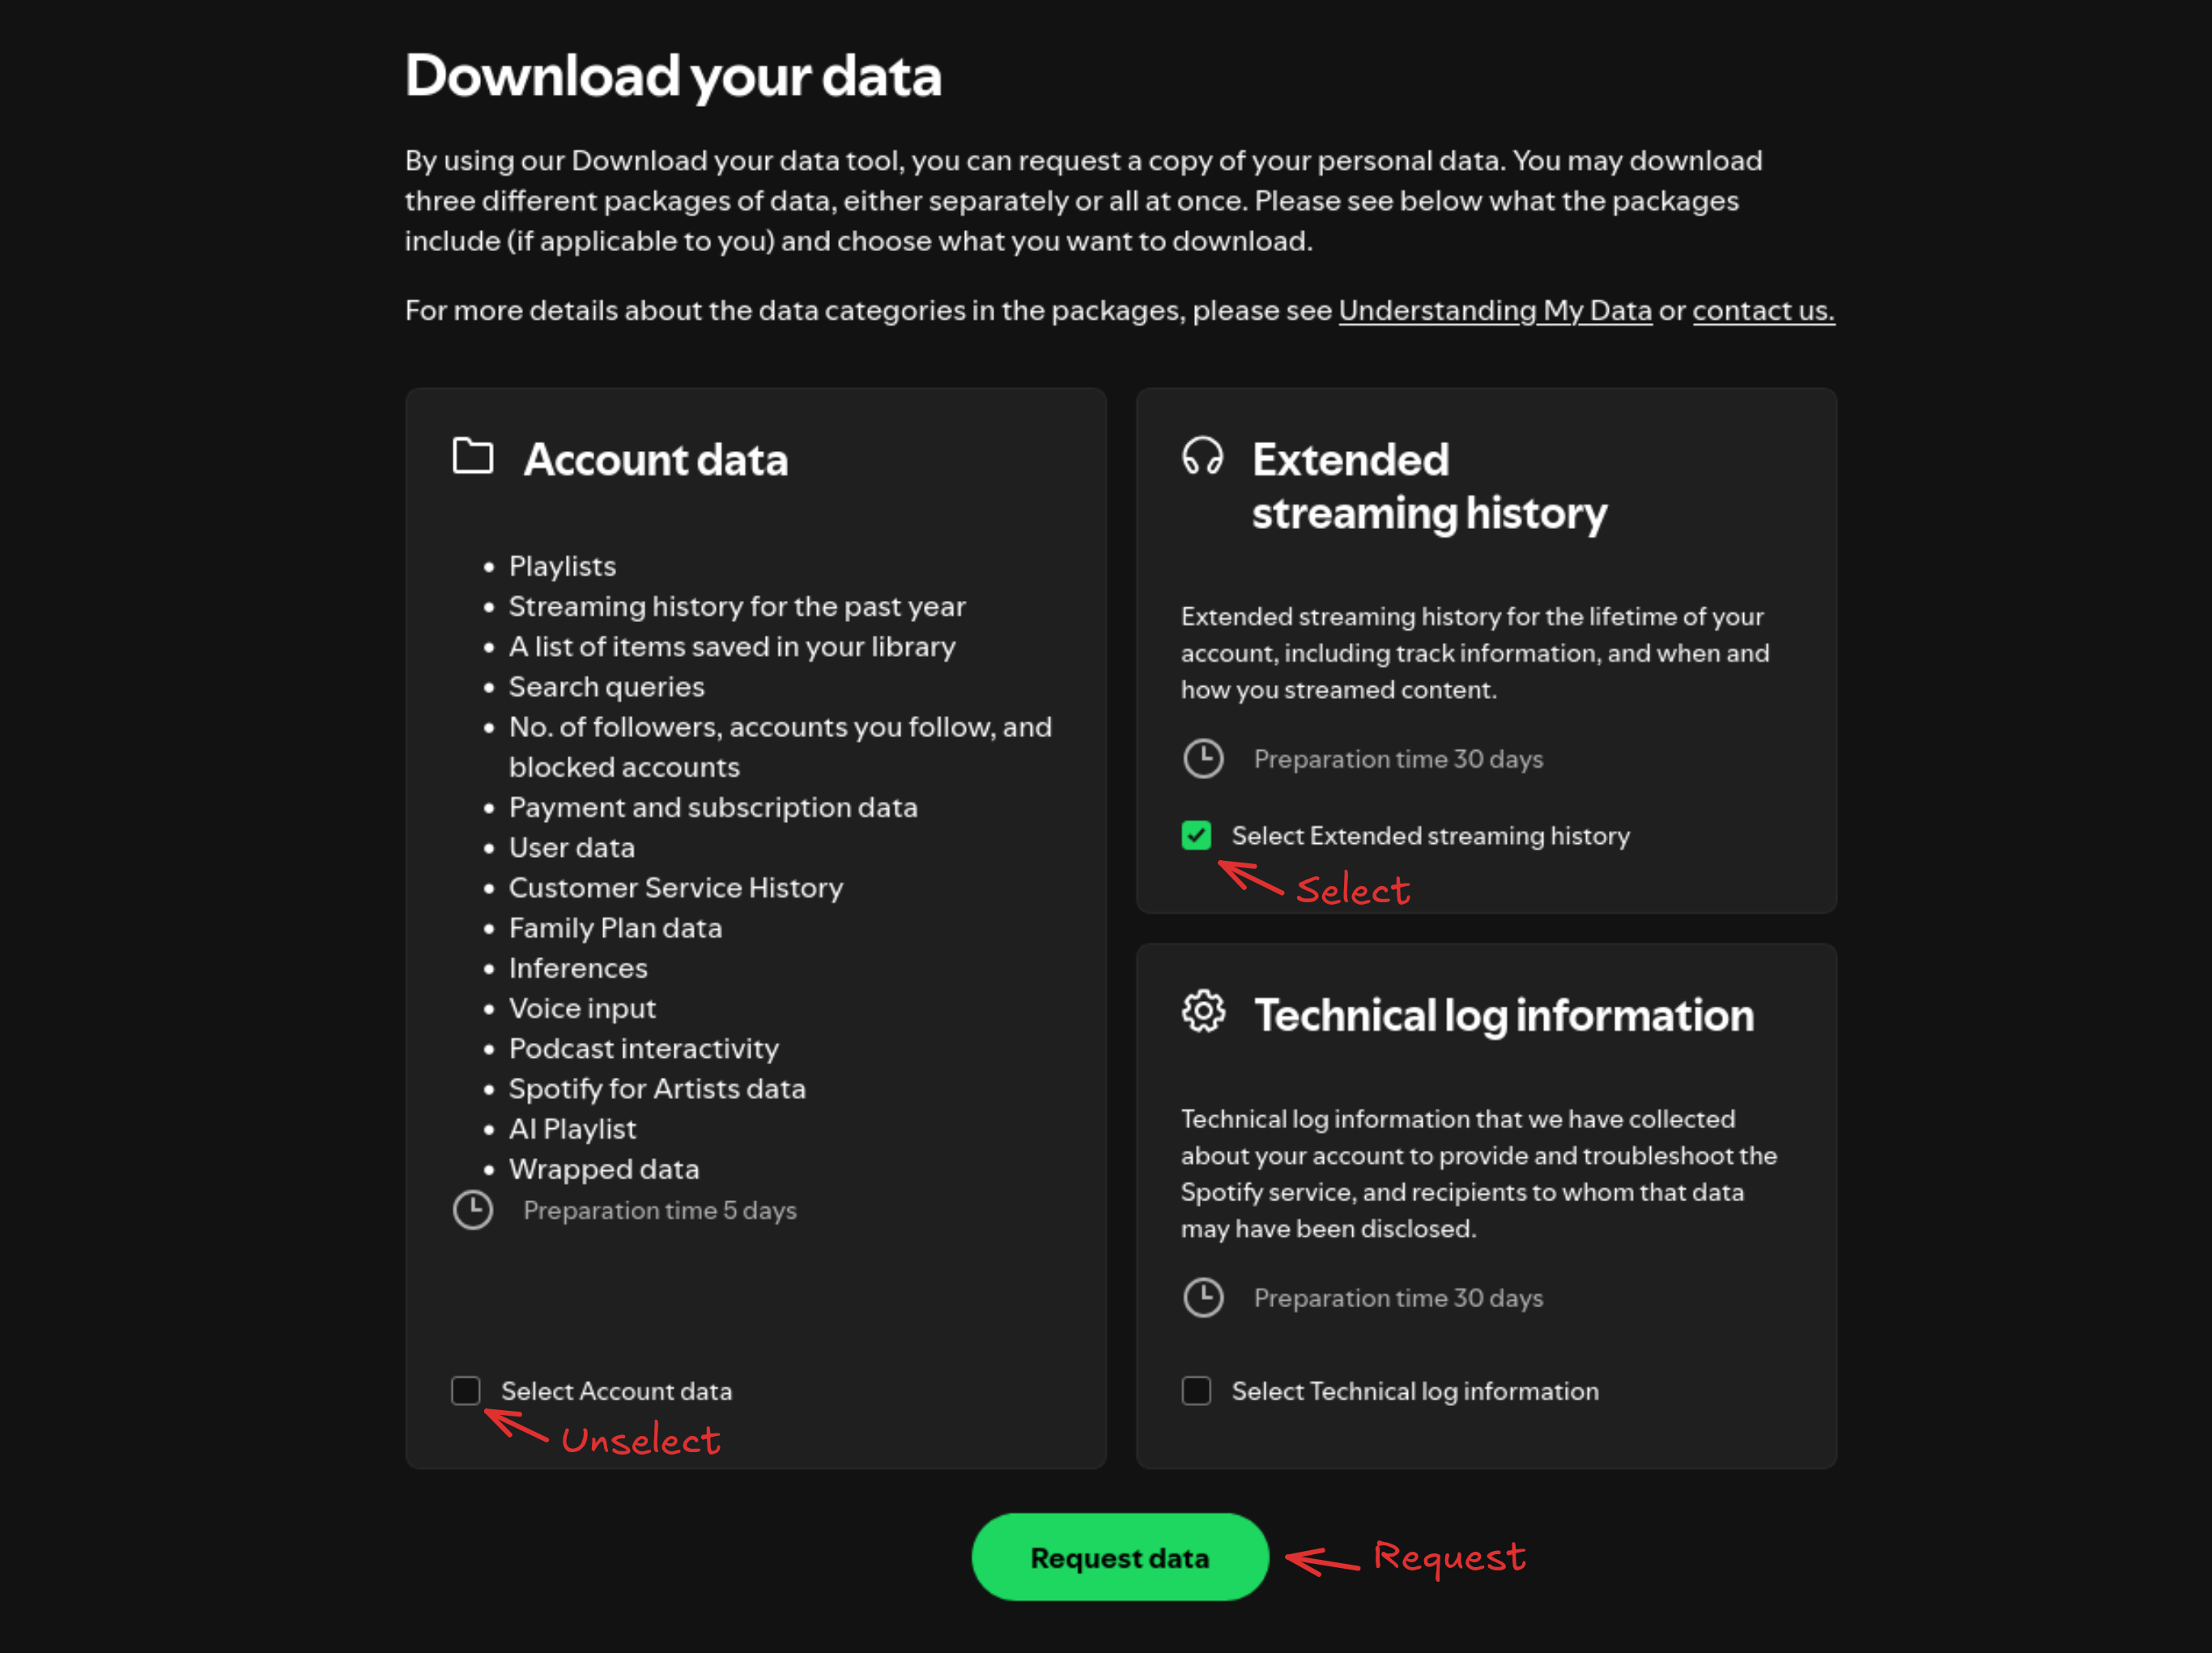 Download your data
By using our Download your data tool, you can request a copy of your personal data. You may download
three different packages of data, either separately or all at once. Please see below what the packages
include (if applicable to you) and choose what you want to download.
For more details about the data categories in the packages, please see Understanding My Data or contact us.
Account data
Playlists
Streaming history for the past year
A list of items saved in your library
Search queries
No. of followers, accounts you follow, and
blocked accounts
Payment and subscription data
User data
Customer Service History
Family Plan data
Inferences
Voice input
Podcast interactivity
Spotify for Artists data
AI Playlist
Wrapped data
Preparation time 5 days
Select Account data
Unselect
Extended
streaming history
Extended streaming history for the lifetime of your
account, including track information, and when and
how you streamed content.
Preparation time 30 days
Select Extended streaming history
Select
Technical log information
Technical log information that we have collected
about your account to provide and troubleshoot the
Spotify service, and recipients to whom that data
may have been disclosed.
Preparation time 30 days
Select Technical log information
Request data
Request